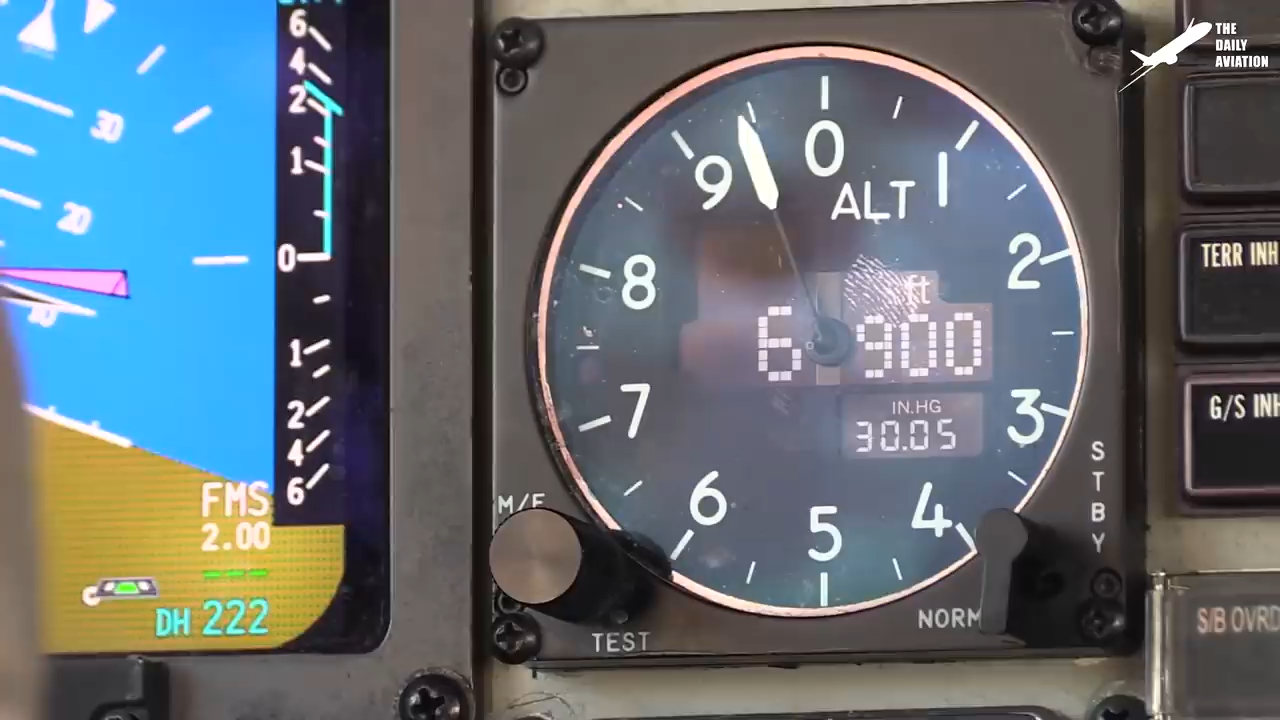 6
4
2
1
0
1
2
4
6
30
20
10
FMS
2.00
DH 222
0
1
2
3
4
5
6
7
8
9
ALT
ft
6 900
IN.HG
30.05
M/F
TEST
NORM
STBY
THE
DAILY
AVIATION
TERR INH
G/S INH
S/B OVRD